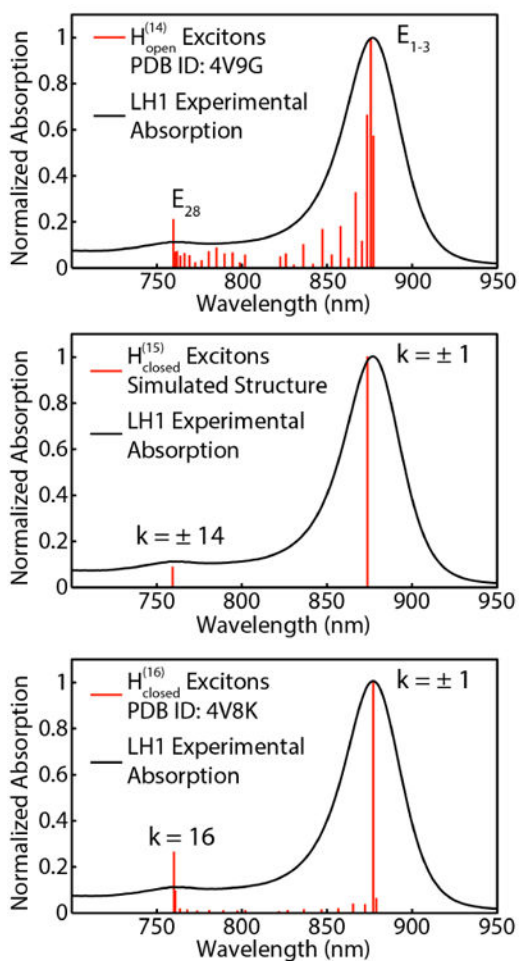 H(14)open Excitons
PDB ID: 4V9G
LH1 Experimental
Absorption
E1-3
E28
Normalized Absorption
1
0.8
0.6
0.4
0.2
0
750 800 850 900 950
Wavelength (nm)
H(15)closed Excitons
Simulated Structure
LH1 Experimental
Absorption
k = ± 1
k = ± 14
Normalized Absorption
1
0.8
0.6
0.4
0.2
0
750 800 850 900 950
Wavelength (nm)
H(16)closed Excitons
PDB ID: 4V8K
LH1 Experimental
Absorption
k = ± 1
k = 16
Normalized Absorption
1
0.8
0.6
0.4
0.2
0
750 800 850 900 950
Wavelength (nm)